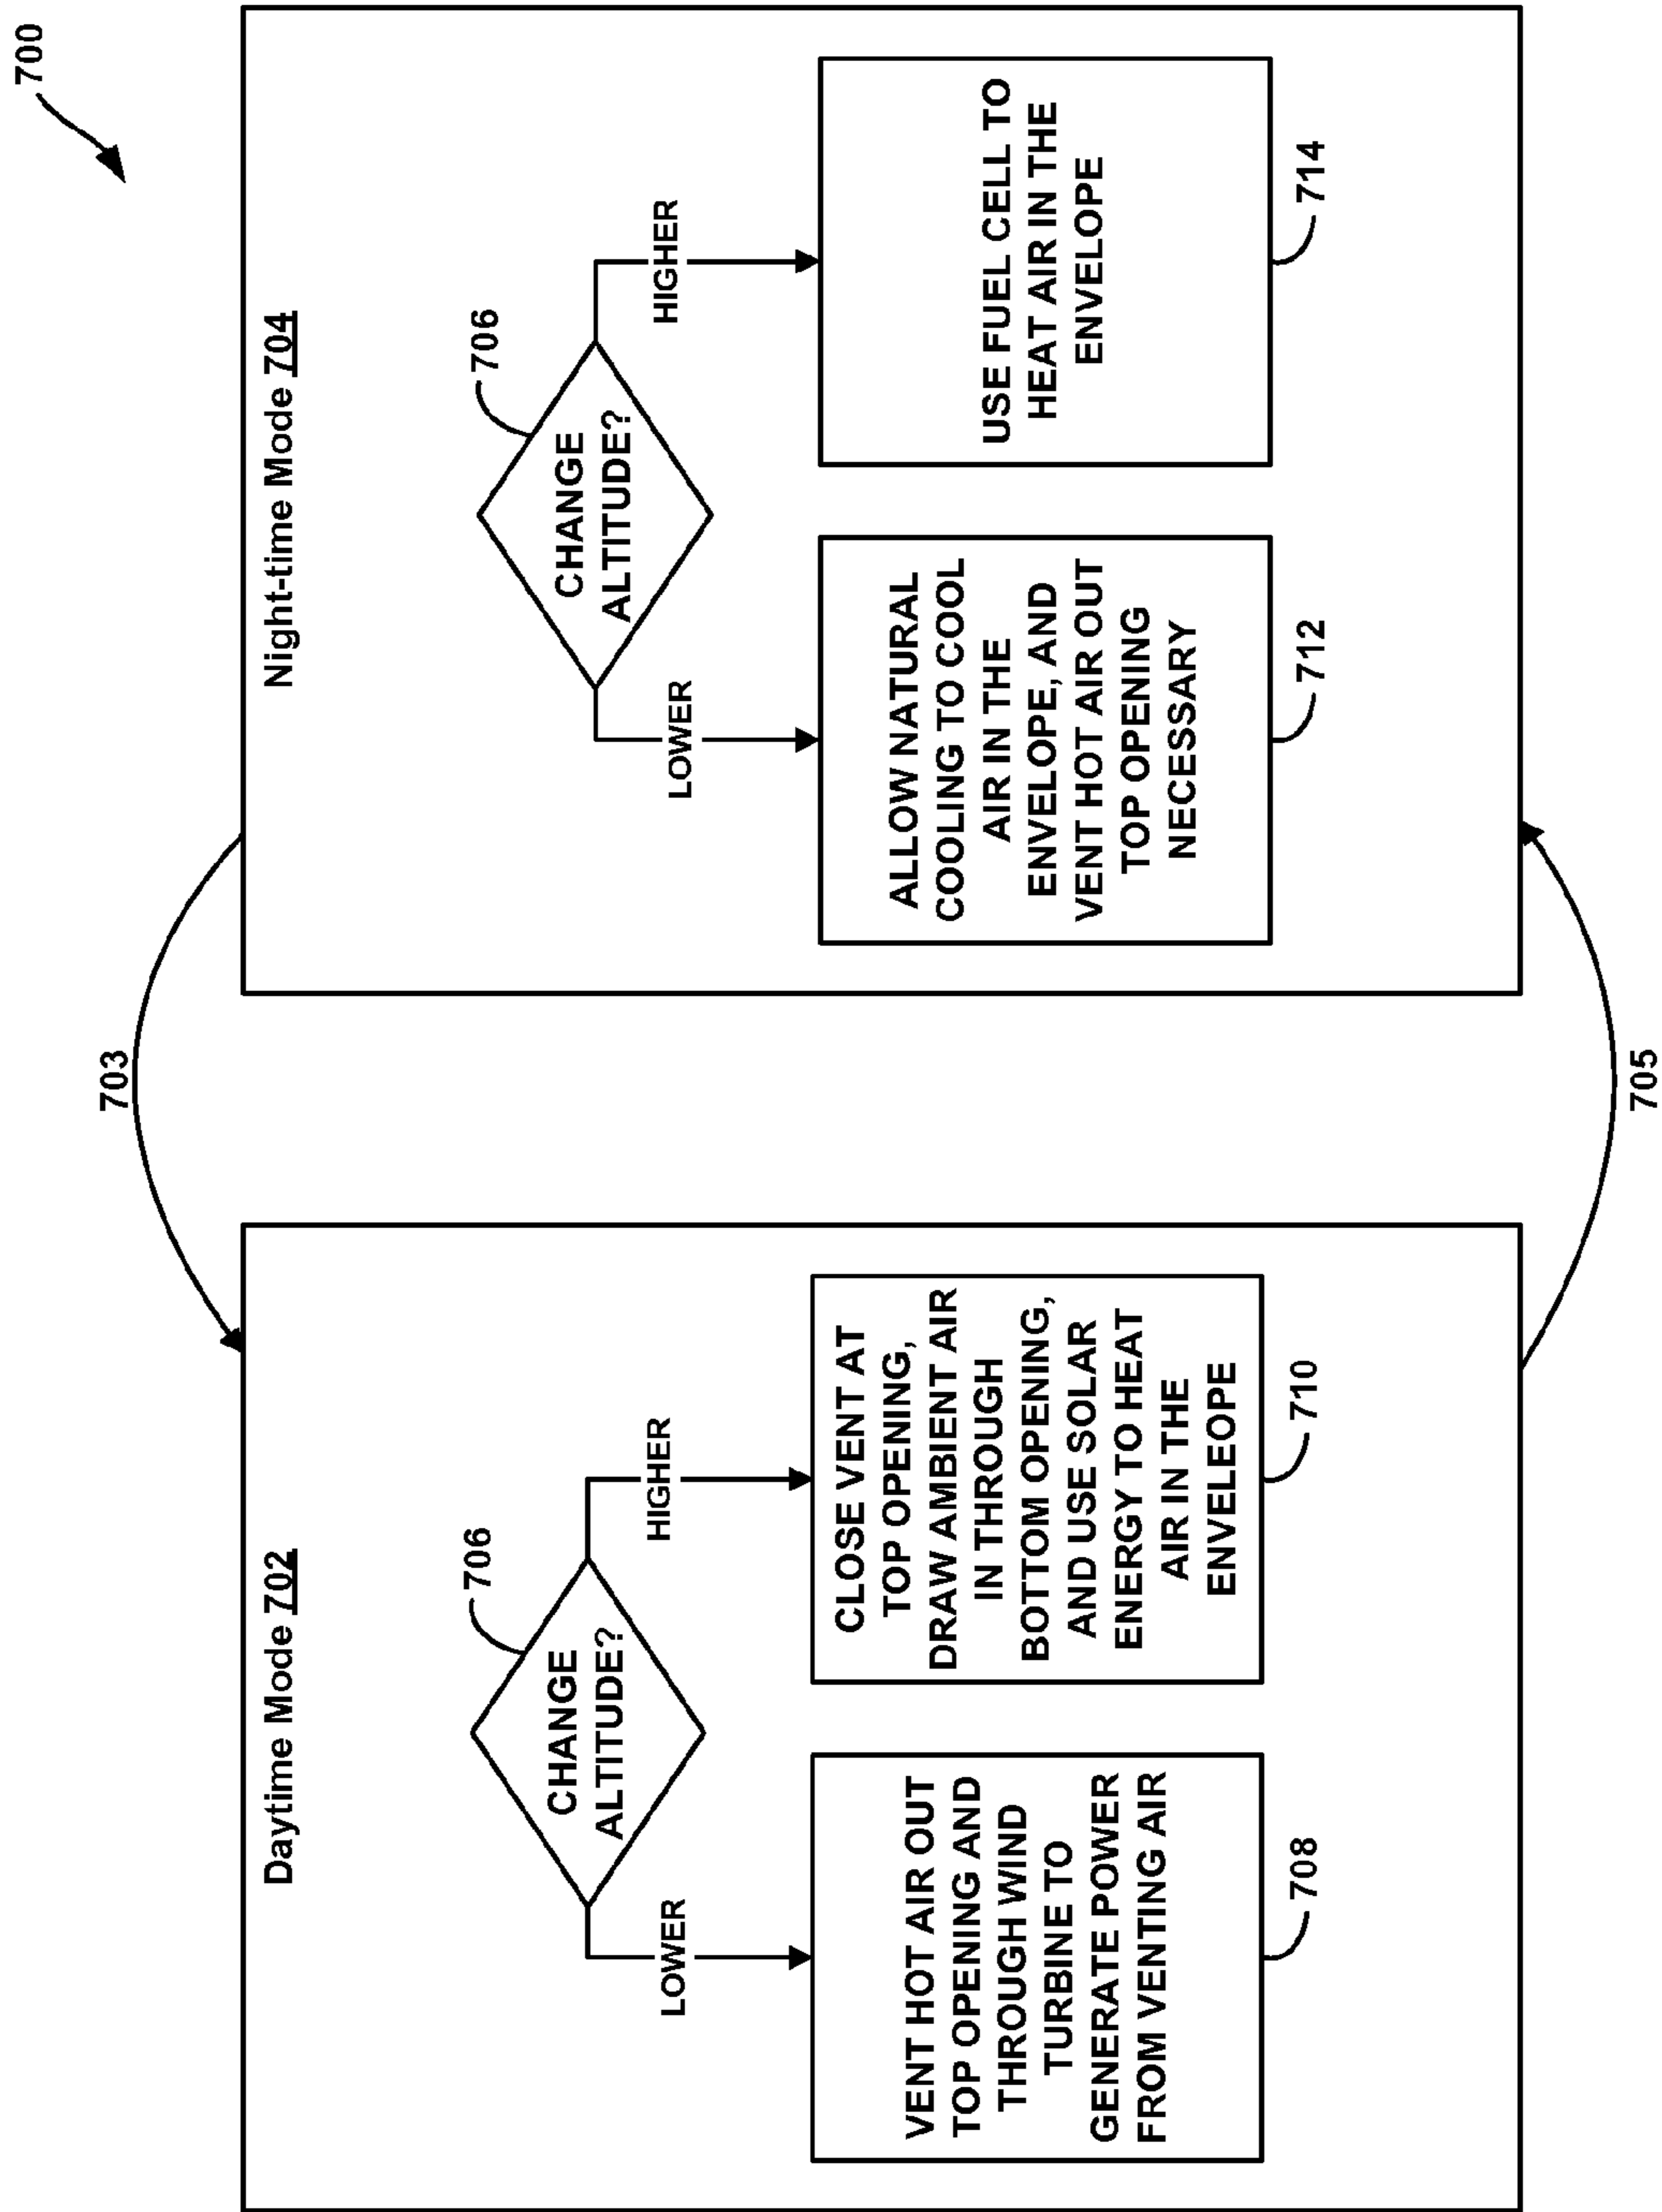 700
703
Daytime Mode 702
706
CHANGE
ALTITUDE?
LOWER
HIGHER
VENT HOT AIR OUT
TOP OPENING AND
THROUGH WIND
TURBINE TO
GENERATE POWER
FROM VENTING AIR
708
CLOSE VENT AT
TOP OPENING,
DRAW AMBIENT AIR
IN THROUGH
BOTTOM OPENING,
AND USE SOLAR
ENERGY TO HEAT
AIR IN THE
ENVELEOPE
710
Night-time Mode 704
706
CHANGE
ALTITUDE?
LOWER
HIGHER
ALLOW NATURAL
COOLING TO COOL
AIR IN THE
ENVELOPE, AND
VENT HOT AIR OUT
TOP OPENING
NECESSARY
712
USE FUEL CELL TO
HEAT AIR IN THE
ENVELOPE
714
705